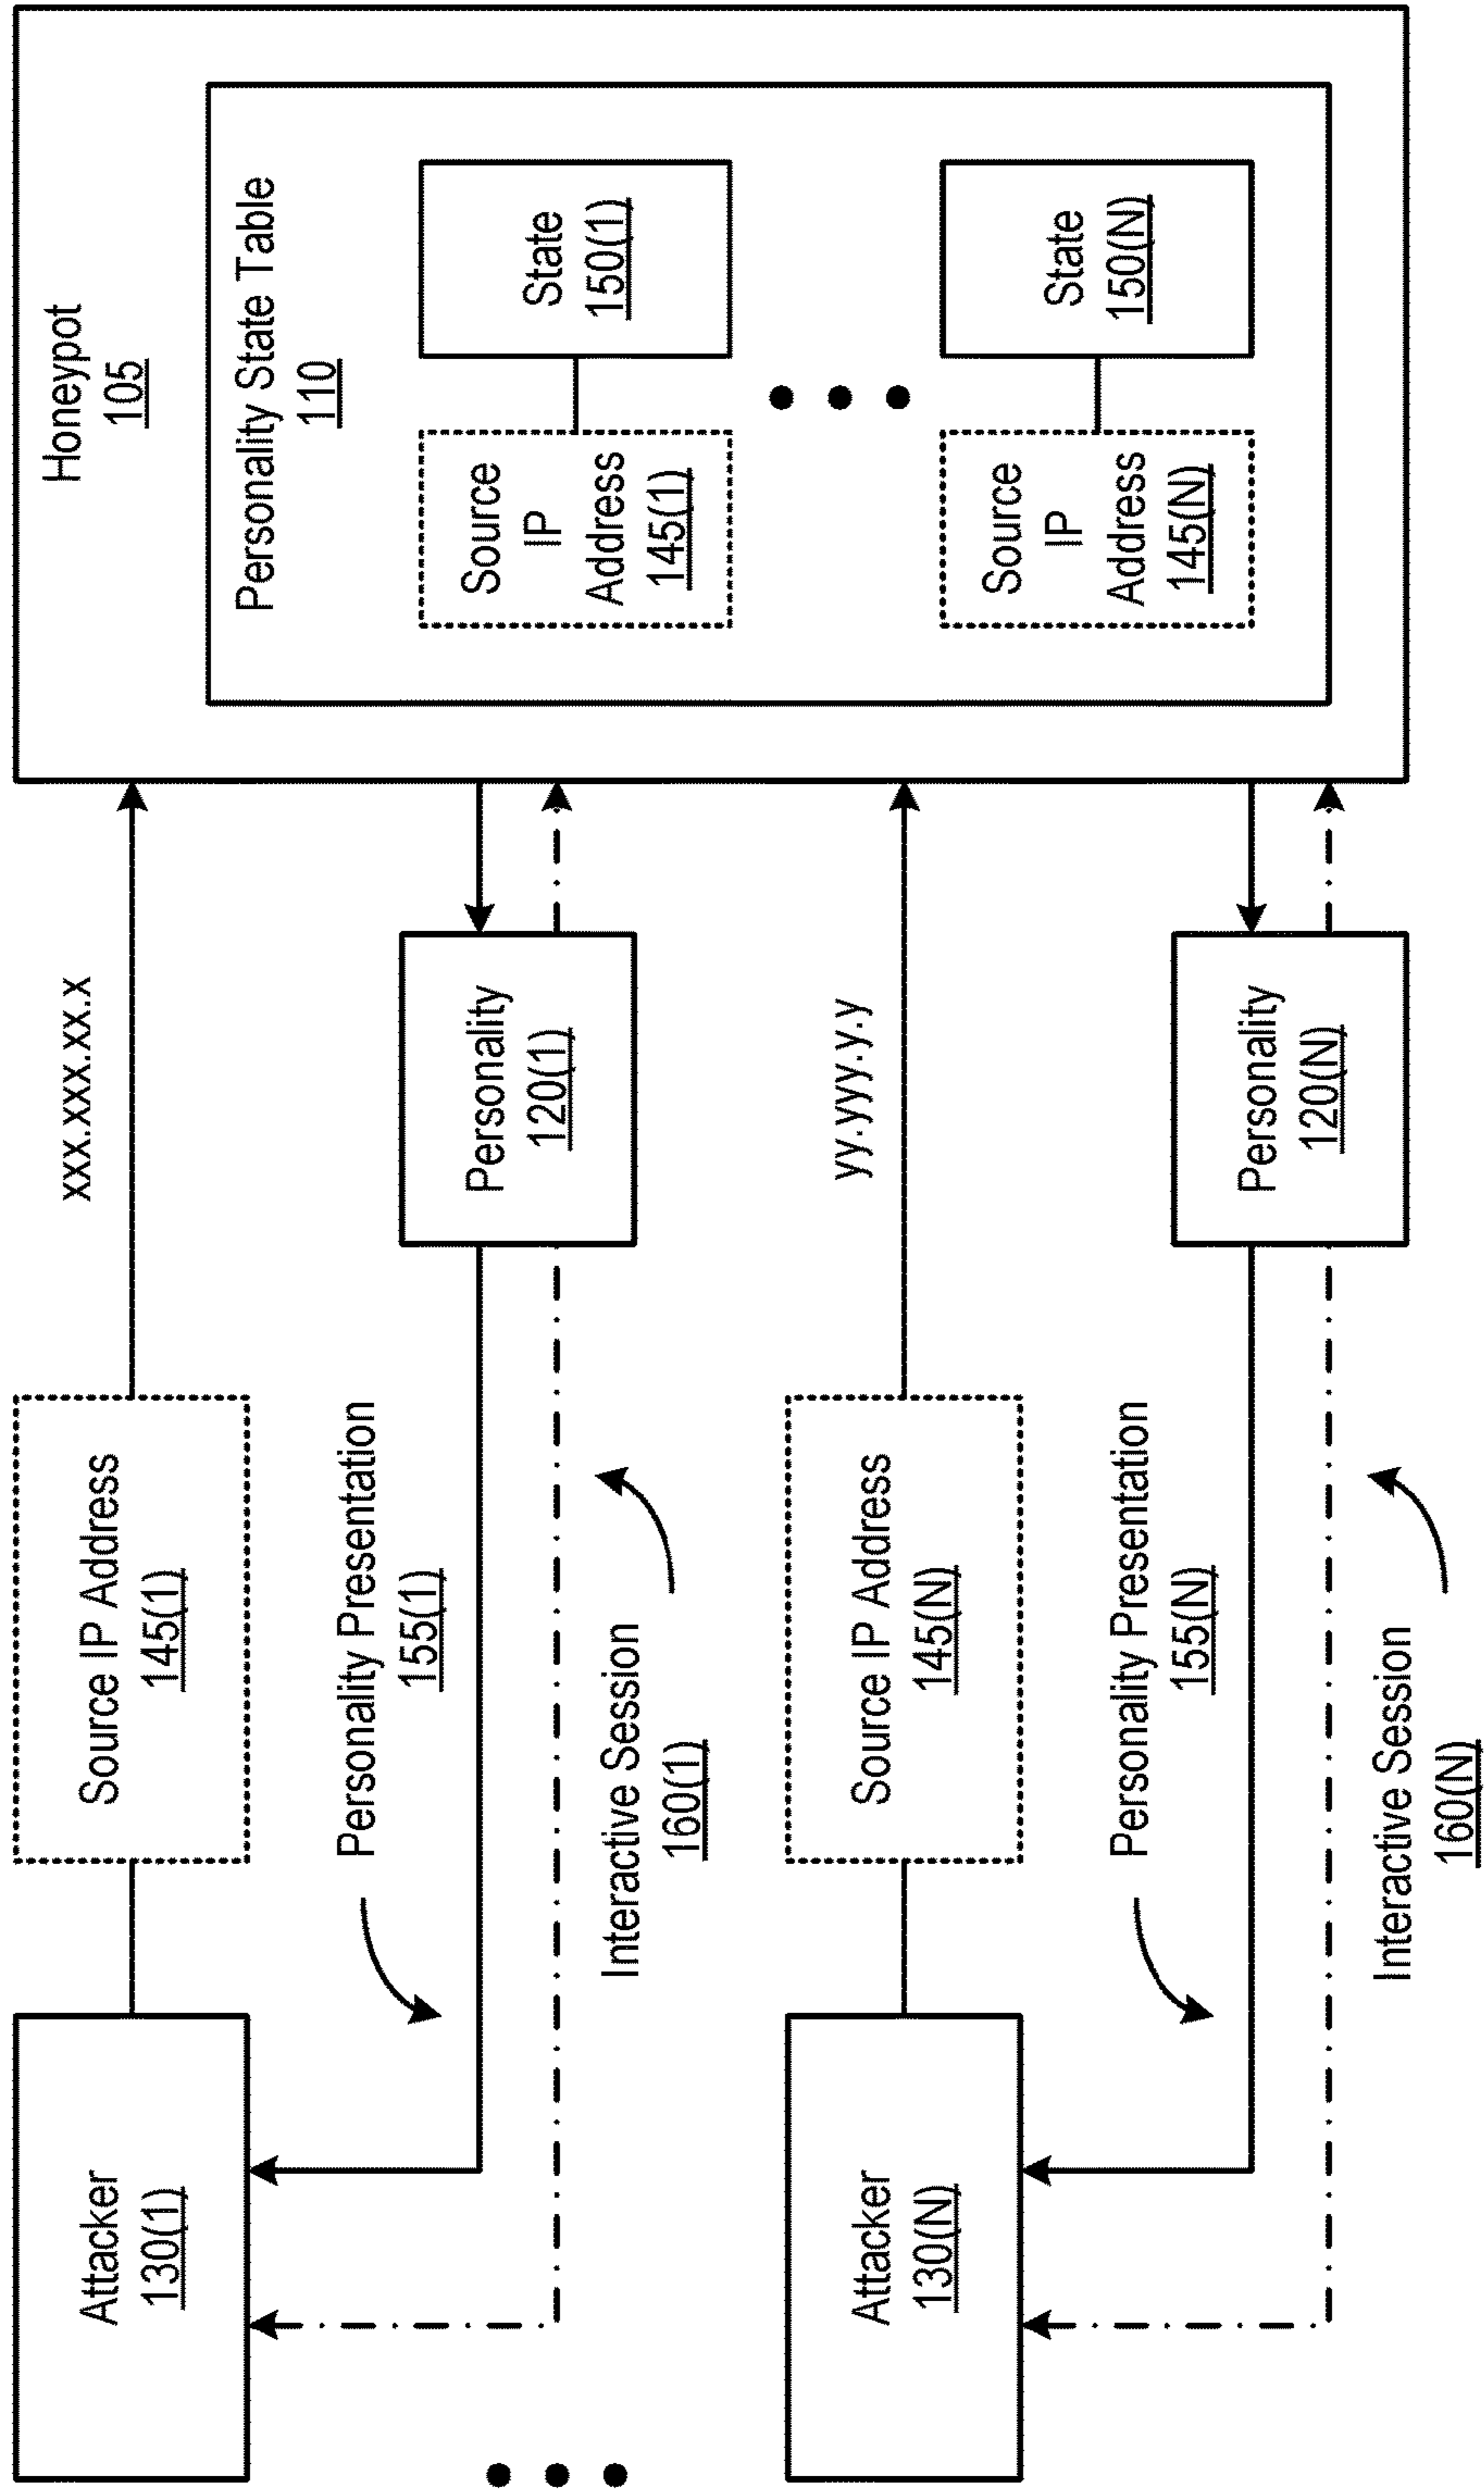 Attacker
130(1)
Source IP Address
145(1)
xxx.xxx.xx.x
Personality Presentation
155(1)
Personality
120(1)
Interactive Session
160(1)
Attacker
130(N)
Source IP Address
145(N)
yy.yyy.y.y
Personality Presentation
155(N)
Personality
120(N)
Interactive Session
160(N)
Honeypot
105
Personality State Table
110
Source
IP
Address
145(1)
State
150(1)
Source
IP
Address
145(N)
State
150(N)